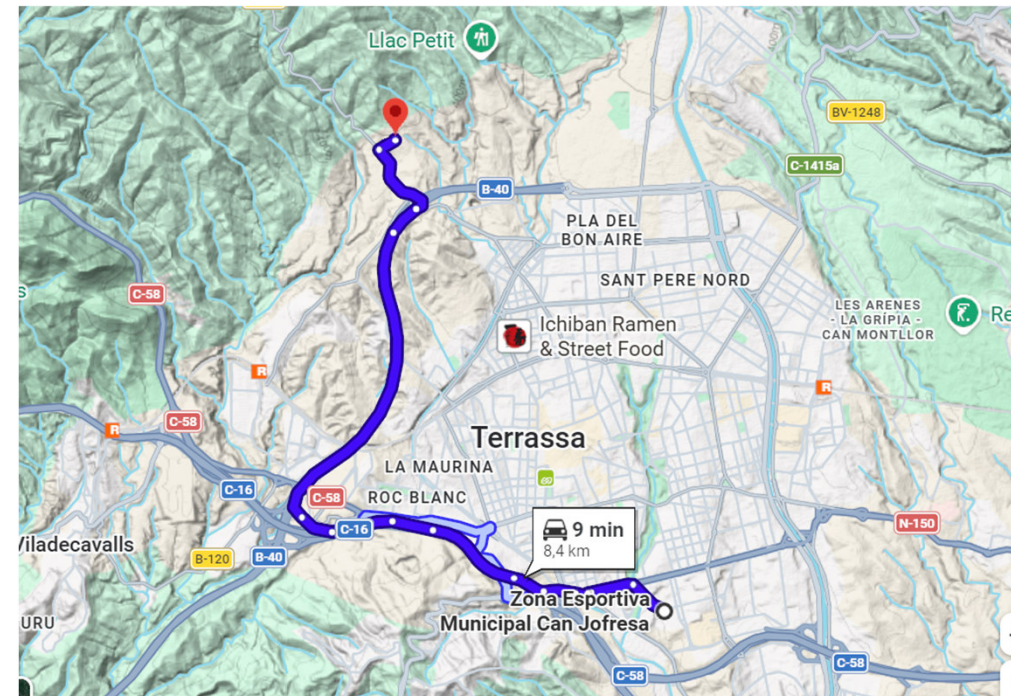 Llac Petit
BV-1248
C-1415a
B-40
PLA DEL
BON AIRE
SANT PERE NORD
C-58
LES ARENES
- LA GRÍPIA -
CAN MONTLLOR
Re
s
Ichiban Ramen
& Street Food
R
R
C-58
R
Terrassa
LA MAURINA
C-16
C-58
ROC BLANC
C-16
9 min
8,4 km
N-150
Viladecavalls
B-120
B-40
Zona Esportiva
Municipal Can Jofresa
URU
C-58
C-58